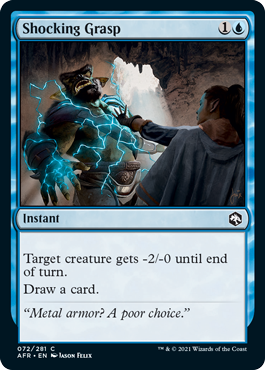 Shocking Grasp 1
Instant
Target creature gets -2/-0 until end
of turn.
Draw a card.
“Metal armor? A poor choice.”
072/281 C
AFR • EN Jason Felix
™ & © 2021 Wizards of the Coast